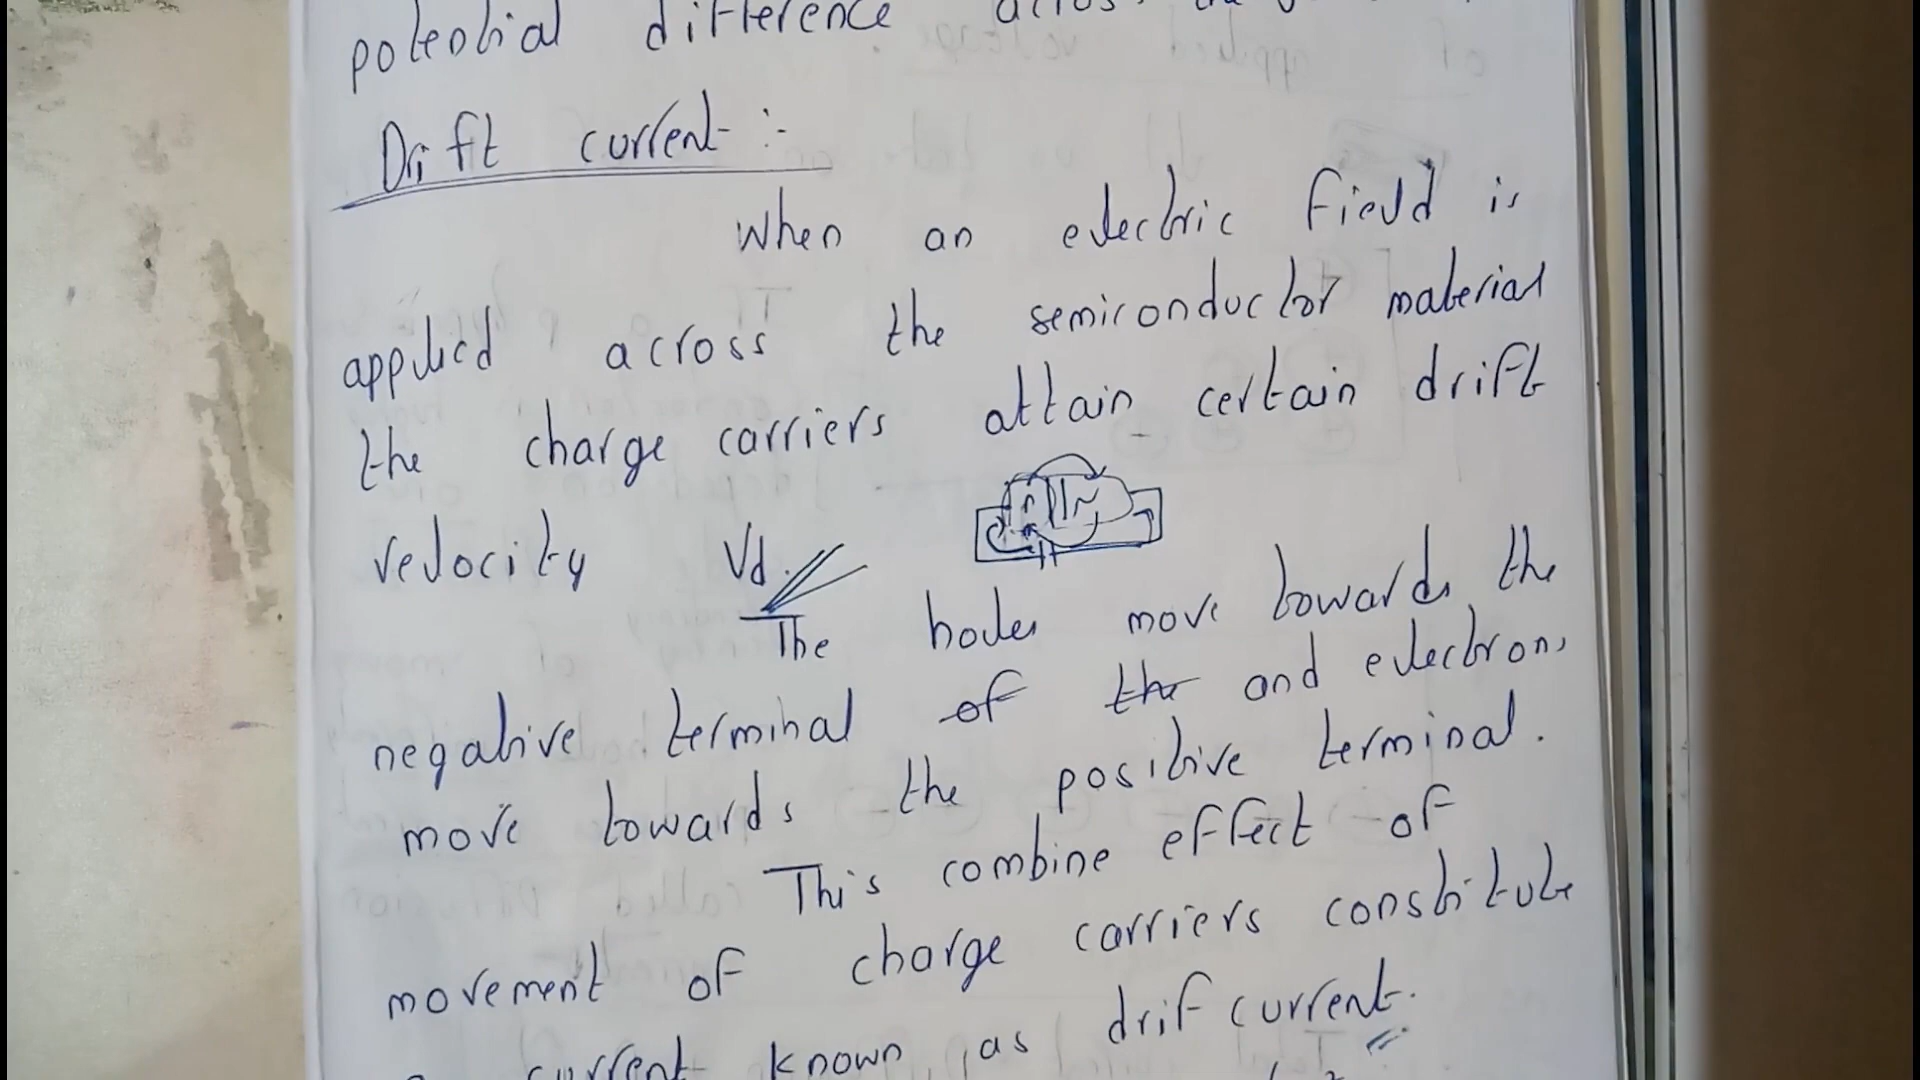 potential difference across
Drift current :-
When an electric field is
applied across the semiconductor material
the charge carriers attain certain drift
velocity Vd.
The holes move towards the
negative terminal of the and electrons
move towards the positive terminal.
This combine effect of
movement of charge carriers constitute
current known as drif current.